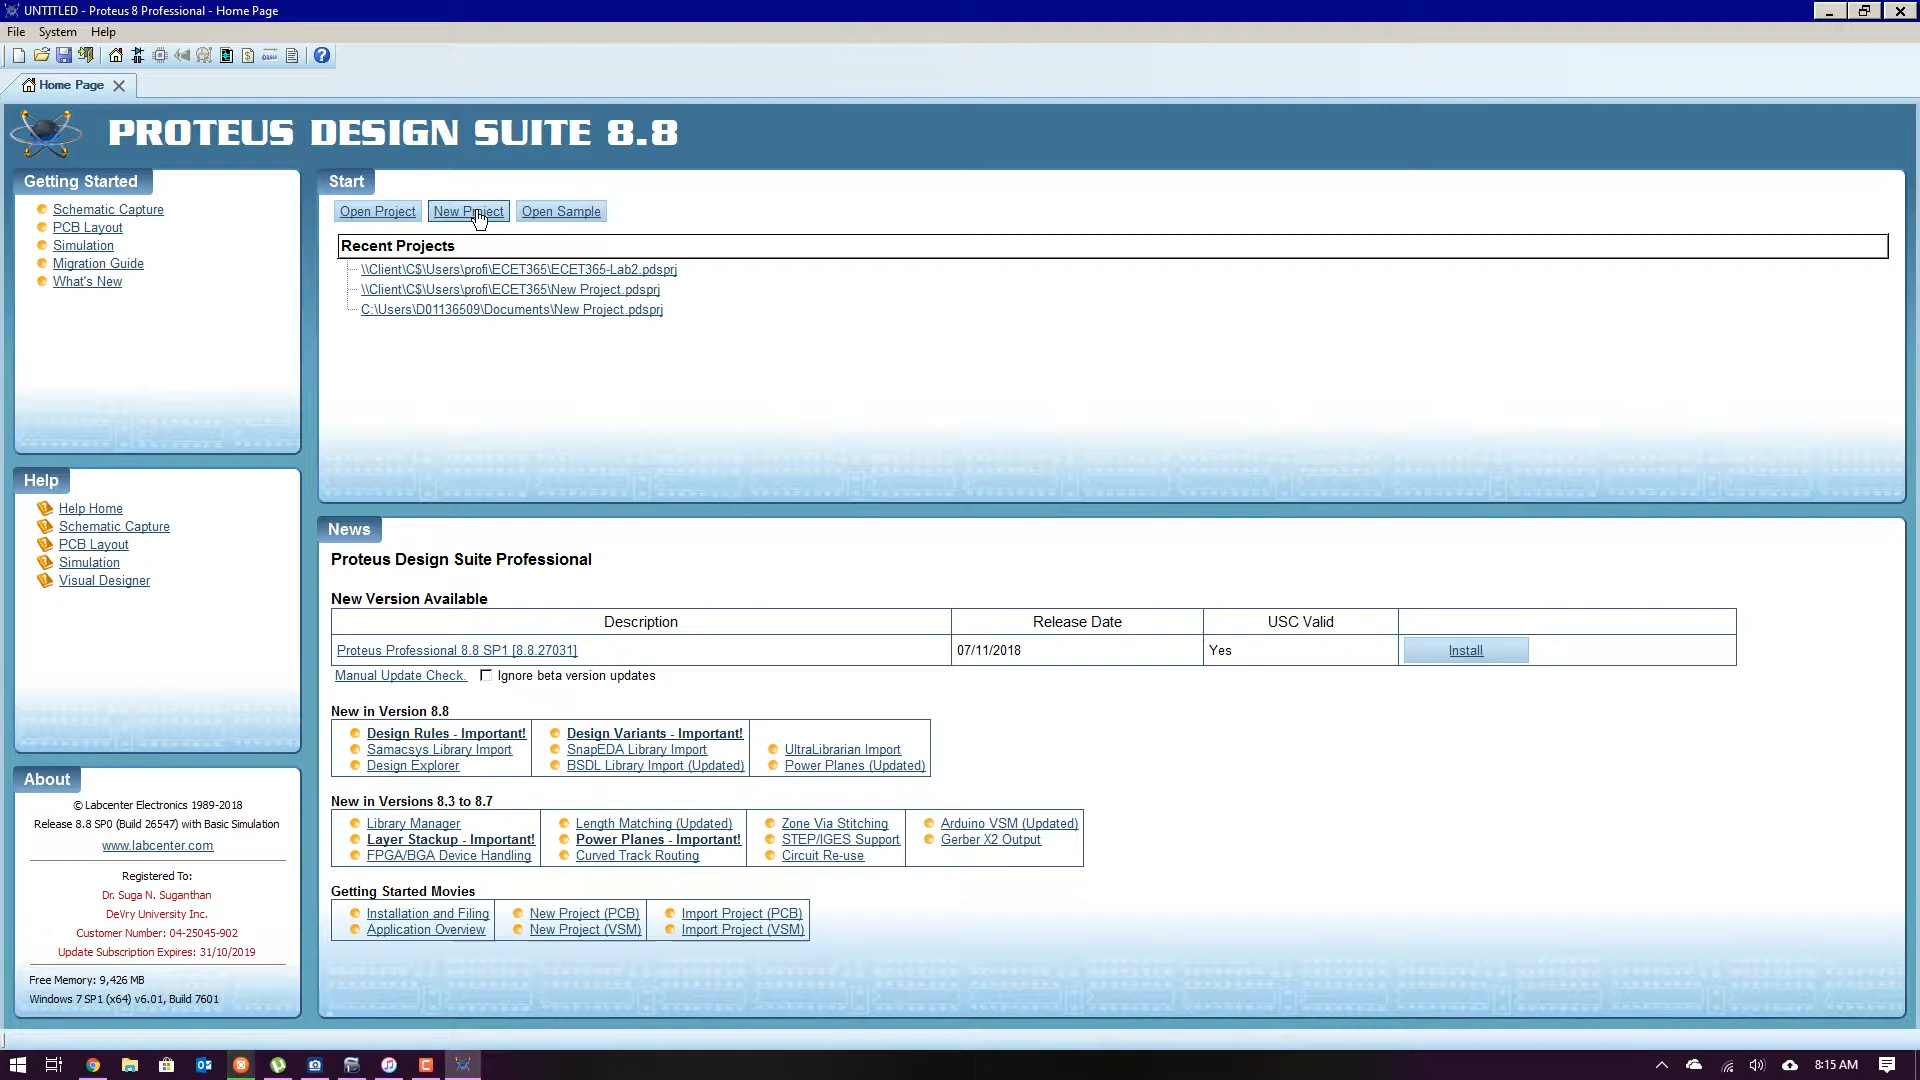 UNTITLED - Proteus 8 Professional - Home Page
File System Help
Home Page
PROTEUS DESIGN SUITE 8.8
Getting Started
Schematic Capture
PCB Layout
Simulation
Migration Guide
What's New
Start
Open Project New Project Open Sample
Recent Projects
\\Client\C$\Users\profi\ECET365\ECET365-Lab2.pdsprj
\\Client\C$\Users\profi\ECET365\New Project.pdsprj
C:\Users\D01136509\Documents\New Project.pdsprj
Help
Help Home
Schematic Capture
PCB Layout
Simulation
Visual Designer
News
Proteus Design Suite Professional
New Version Available
Description Release Date USC Valid
Proteus Professional 8.8 SP1 [8.8.27031] 07/11/2018 Yes Install
Manual Update Check. Ignore beta version updates
New in Version 8.8
Design Rules - Important! Design Variants - Important!
Samacsys Library Import SnapEDA Library Import UltraLibrarian Import
Design Explorer BSDL Library Import (Updated) Power Planes (Updated)
New in Versions 8.3 to 8.7
Library Manager Length Matching (Updated) Zone Via Stitching Arduino VSM (Updated)
Layer Stackup - Important! Power Planes - Important! STEP/IGES Support Gerber X2 Output
FPGA/BGA Device Handling Curved Track Routing Circuit Re-use
Getting Started Movies
Installation and Filing New Project (PCB) Import Project (PCB)
Application Overview New Project (VSM) Import Project (VSM)
About
© Labcenter Electronics 1989-2018
Release 8.8 SP0 (Build 26547) with Basic Simulation
www.labcenter.com
Registered To:
Dr. Suga N. Suganthan
DeVry University Inc.
Customer Number: 04-25045-902
Update Subscription Expires: 31/10/2019
Free Memory: 9,426 MB
Windows 7 SP1 (x64) v6.01, Build 7601
8:15 AM